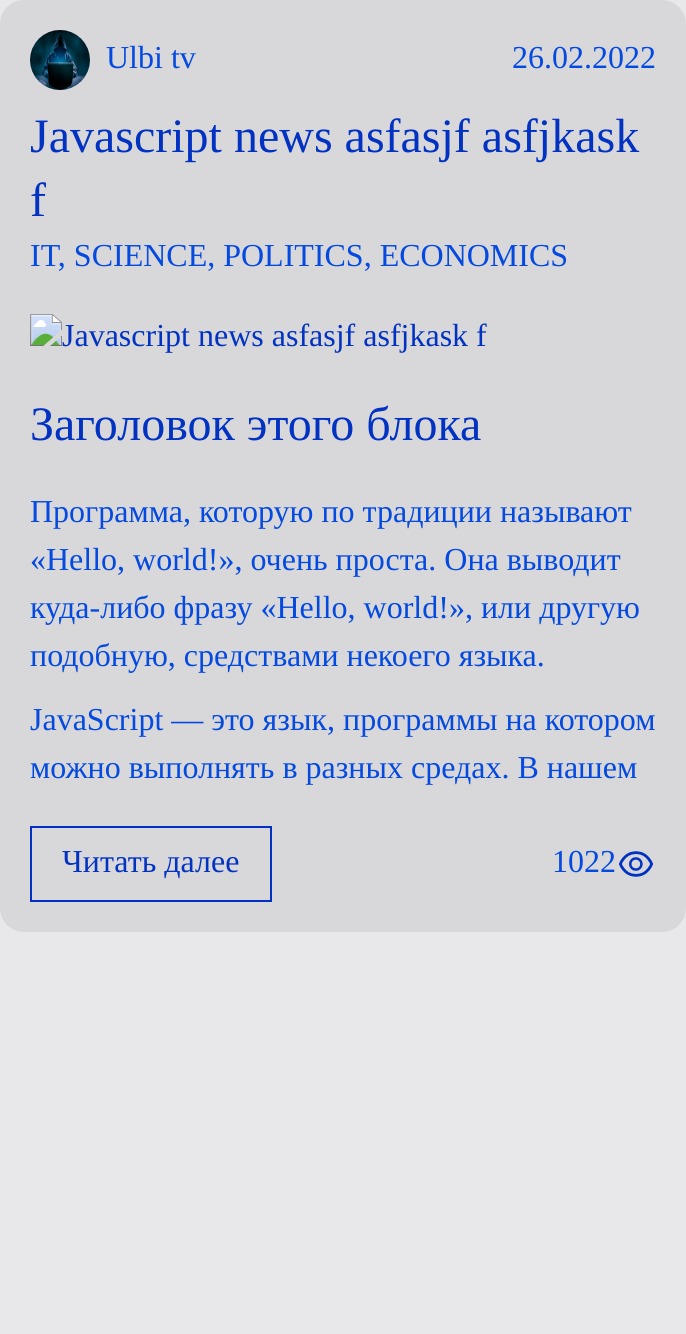 Ulbi tv 26.02.2022
Javascript news asfasjf asfjkask
f
IT, SCIENCE, POLITICS, ECONOMICS
Javascript news asfasjf asfjkask f
Заголовок этого блока
Программа, которую по традиции называют
«Hello, world!», очень проста. Она выводит
куда-либо фразу «Hello, world!», или другую
подобную, средствами некоего языка.
JavaScript — это язык, программы на котором
можно выполнять в разных средах. В нашем
Читать далее 1022